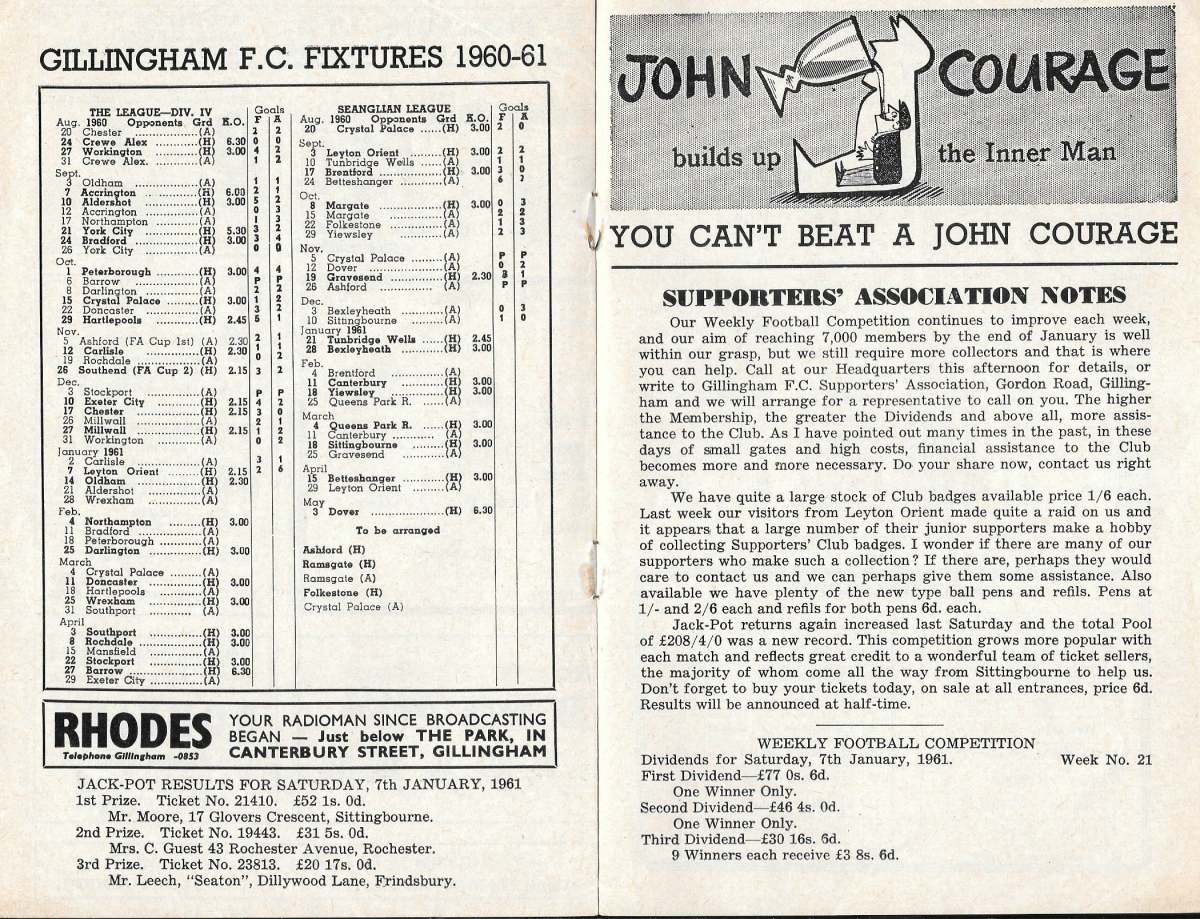 GILLINGHAM F.C. FIXTURES 1960-61
THE LEAGUE—DIV. IV Goals
Aug. 1960 Opponents Grd K.O. F A
20 Chester (A) 2 2
24 Crewe Alex (H) 6.30 0 0
27 Workington (H) 3.00 4 2
31 Crewe Alex. (A) 1 2
Sept.
3 Oldham (A) 1 1
7 Accrington (H) 6.00 2 1
10 Aldershot (H) 3.00 5 2
12 Accrington (A) 0 3
17 Northampton (A) 1 3
21 York City (H) 5.30 3 2
24 Bradford (H) 3.00 3 4
26 York City (A) 0 0
Oct.
1 Peterborough (H) 3.00 4 4
6 Barrow (A) P P
8 Darlington (A) 2 2
15 Crystal Palace (H) 3.00 1 2
22 Doncaster (A) 3 2
29 Hartlepools (H) 2.45 5 1
Nov.
5 Ashford (FA Cup 1st) (A) 2.30 2 1
12 Carlisle (H) 2.30 1 1
19 Rochdale (A) 0 2
26 Southend (FA Cup 2) (H) 2.15 3 2
Dec.
3 Stockport (A) P P
10 Exeter City (H) 2.15 4 2
17 Chester (H) 2.15 3 0
26 Millwall (A) 2 1
27 Millwall (H) 2.15 1 2
31 Workington (A) 0 2
January 1961
2 Carlisle (A) 3 1
7 Leyton Orient (H) 2.15 2 6
14 Oldham (H) 2.30
21 Aldershot (A)
28 Wrexham (A)
Feb.
4 Northampton (H) 3.00
11 Bradford (A)
18 Peterborough (A)
25 Darlington (H) 3.00
March
4 Crystal Palace (A)
11 Doncaster (H) 3.00
18 Hartlepools (A)
25 Wrexham (H) 3.00
31 Southport (A)
April
3 Southport (H) 3.00
8 Rochdale (H) 3.00
15 Mansfield (A)
22 Stockport (H) 3.00
27 Barrow (H) 6.30
29 Exeter City (A)
SEANGLIAN LEAGUE Goals
Aug. 1960 Opponents Grd K.O. F A
20 Crystal Palace (H) 3.00 2 0
Sept.
3 Leyton Orient (H) 3.00 2 2
10 Tunbridge Wells (A) 1 1
17 Brentford (H) 3.00 3 0
24 Betteshanger (A) 6 2
Oct.
8 Margate (H) 3.00 0 3
15 Margate (A) 2 2
22 Folkestone (A) 1 3
29 Yiewsley (A) 2 3
Nov.
5 Crystal Palace (A) P P
12 Dover (A) 0 2
19 Gravesend (H) 2.30 3 1
26 Ashford (A) P P
Dec.
3 Bexleyheath (A) 0 3
10 Sittingbourne (A) 1 0
January 1961
21 Tunbridge Wells (H) 2.45
28 Bexleyheath (H) 3.00
Feb.
4 Brentford (A)
11 Canterbury (H) 3.00
18 Yiewsley (H) 3.00
25 Queens Park R. (A)
March
4 Queens Park R. (H) 3.00
11 Canterbury (A)
18 Sittingbourne (H) 3.00
25 Gravesend (A)
April
15 Betteshanger (H) 3.00
29 Leyton Orient (A)
May
3 Dover (H) 6.30
To be arranged
Ashford (H)
Ramsgate (H)
Ramsgate (A)
Folkestone (H)
Crystal Palace (A)
RHODES
Telephone Gillingham -0853
YOUR RADIOMAN SINCE BROADCASTING
BEGAN — Just below THE PARK, IN
CANTERBURY STREET, GILLINGHAM
JACK-POT RESULTS FOR SATURDAY, 7th JANUARY, 1961
1st Prize. Ticket No. 21410. £52 1s. 0d.
Mr. Moore, 17 Glovers Crescent, Sittingbourne.
2nd Prize. Ticket No. 19443. £31 5s. 0d.
Mrs. C. Guest 43 Rochester Avenue, Rochester.
3rd Prize. Ticket No. 23813. £20 17s. 0d.
Mr. Leech, "Seaton", Dillywood Lane, Frindsbury.
JOHN COURAGE
builds up the Inner Man
YOU CAN'T BEAT A JOHN COURAGE
SUPPORTERS' ASSOCIATION NOTES
Our Weekly Football Competition continues to improve each week,
and our aim of reaching 7,000 members by the end of January is well
within our grasp, but we still require more collectors and that is where
you can help. Call at our Headquarters this afternoon for details, or
write to Gillingham F.C. Supporters' Association, Gordon Road, Gilling-
ham and we will arrange for a representative to call on you. The higher
the Membership, the greater the Dividends and above all, more assis-
tance to the Club. As I have pointed out many times in the past, in these
days of small gates and high costs, financial assistance to the Club
becomes more and more necessary. Do your share now, contact us right
away.
We have quite a large stock of Club badges available price 1/6 each.
Last week our visitors from Leyton Orient made quite a raid on us and
it appears that a large number of their junior supporters make a hobby
of collecting Supporters' Club badges. I wonder if there are many of our
supporters who make such a collection? If there are, perhaps they would
care to contact us and we can perhaps give them some assistance. Also
available we have plenty of the new type ball pens and refils. Pens at
1/- and 2/6 each and refils for both pens 6d. each.
Jack-Pot returns again increased last Saturday and the total Pool
of £208/4/0 was a new record. This competition grows more popular with
each match and reflects great credit to a wonderful team of ticket sellers,
the majority of whom come all the way from Sittingbourne to help us.
Don't forget to buy your tickets today, on sale at all entrances, price 6d.
Results will be announced at half-time.
WEEKLY FOOTBALL COMPETITION
Dividends for Saturday, 7th January, 1961. Week No. 21
First Dividend—£77 0s. 6d.
One Winner Only.
Second Dividend—£46 4s. 0d.
One Winner Only.
Third Dividend—£30 16s. 6d.
9 Winners each receive £3 8s. 6d.